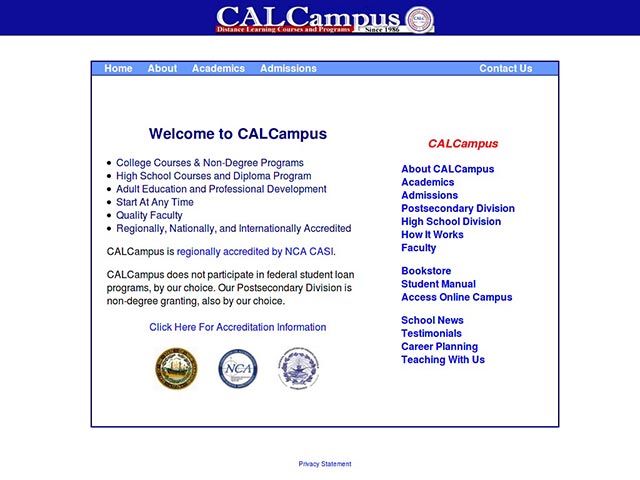 CALCampus
Distance Learning Courses and Programs
Since 1986
Home About Academics Admissions Contact Us
Welcome to CALCampus
College Courses & Non-Degree Programs
High School Courses and Diploma Program
Adult Education and Professional Development
Start At Any Time
Quality Faculty
Regionally, Nationally, and Internationally Accredited
CALCampus is regionally accredited by NCA CASI.
CALCampus does not participate in federal student loan
programs, by our choice. Our Postsecondary Division is
non-degree granting, also by our choice.
Click Here For Accreditation Information
NCA
CALCampus
About CALCampus
Academics
Admissions
Postsecondary Division
High School Division
How It Works
Faculty
Bookstore
Student Manual
Access Online Campus
School News
Testimonials
Career Planning
Teaching With Us
Privacy Statement